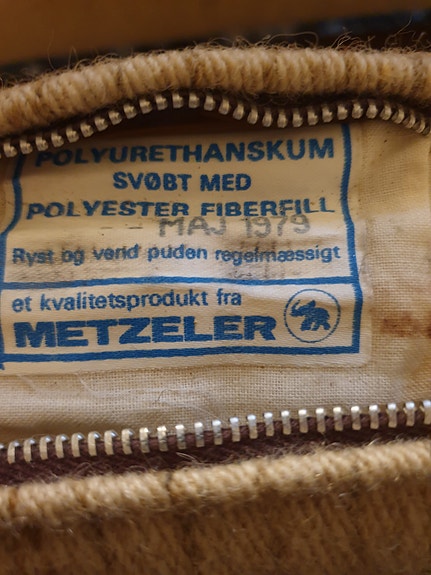 POLYURETHANSKUM
SVØBT MED
POLYESTER FIBERFILL
MAJ 1979
Ryst og vend puden regelmæssigt
et kvalitetsprodukt fra
METZELER